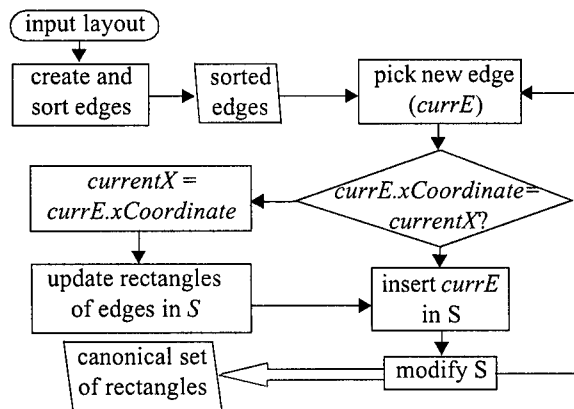 input layout
create and
sort edges
sorted
edges
pick new edge
(currE)
currE.xCoordinate=
currentX?
currentX =
currE.xCoordinate
update rectangles
of edges in S
insert currE
in S
modify S
canonical set
of rectangles